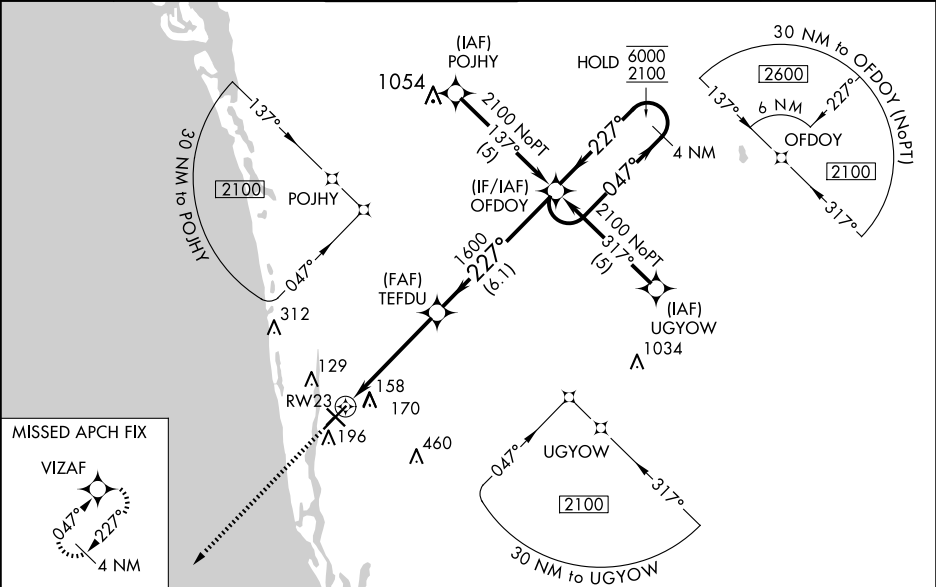 (IAF)
POJHY
1054
2100 NoPT
137°
(5)
HOLD
6000
2100
227°
047°
4 NM
30 NM to OFDOY (NoPT)
2600
137°
6 NM
227°
OFDOY
2100
317°
137°
30 NM to POJHY
2100
POJHY
047°
(IF/IAF)
OFDOY
2100 NoPT
317°
(5)
1600
227°
(6.1)
(FAF)
TEFDU
(IAF)
UGYOW
1034
312
129
158
RW23
170
196
460
047°
UGYOW
317°
2100
30 NM to UGYOW
MISSED APCH FIX
VIZAF
047°
227°
4 NM